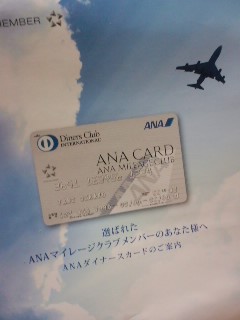 EMBER
Diners Club
INTERNATIONAL
ANA
ANA CARD
ANA MILEAGE CLUB
選ばれた
ANAマイレージクラブメンバーのあなた様へ
ANAダイナースカードのご案内